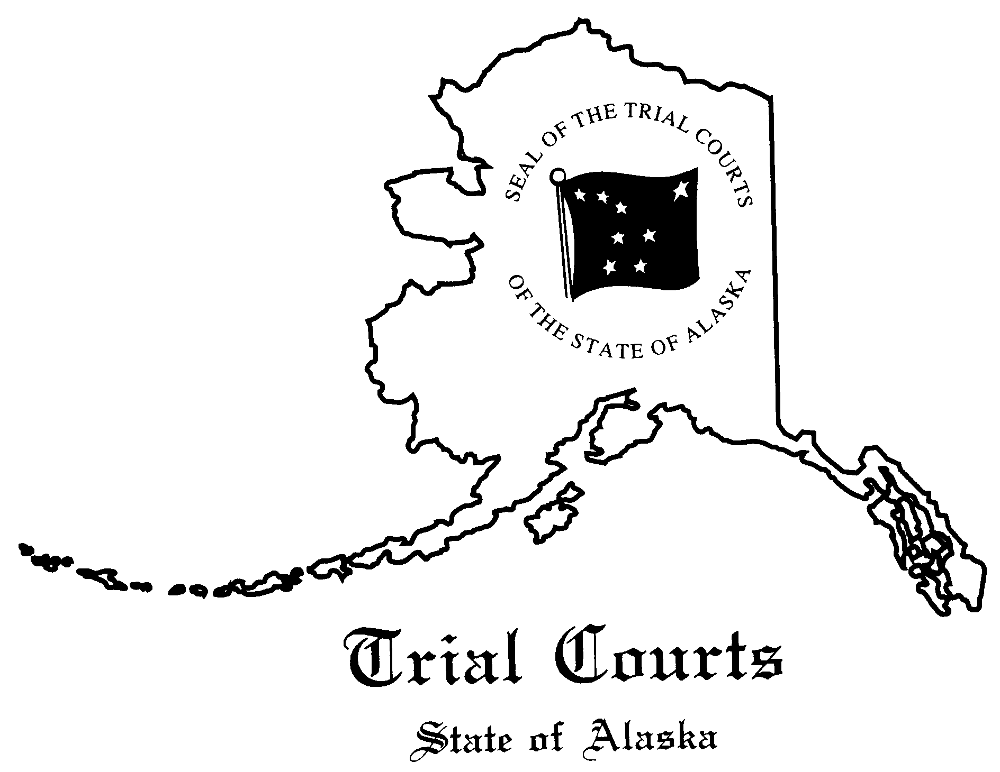 SEAL OF THE TRIAL COURTS
OF THE STATE OF ALASKA
Trial Courts
State of Alaska